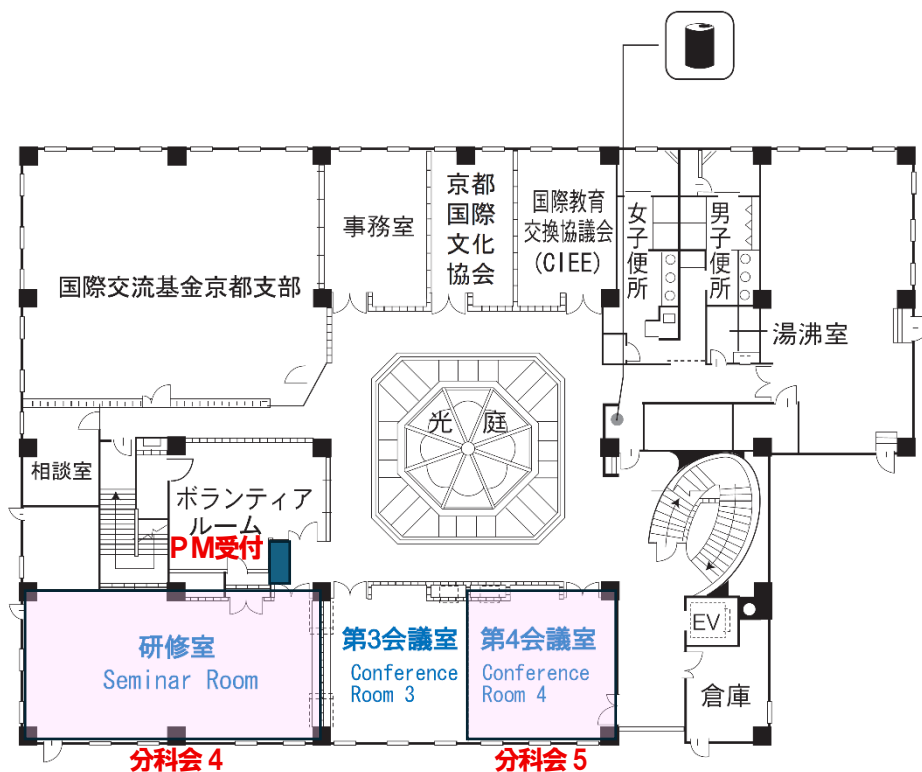 事務室
京都
国際
文化
協会
国際教育
交換協議会
(CIEE)
女子便所
男子便所
国際交流基金京都支部
湯沸室
光庭
相談室
ボランティア
ルーム
PM受付
EV
研修室
Seminar Room
第3会議室
Conference
Room 3
第4会議室
Conference
Room 4
倉庫
分科会4
分科会5